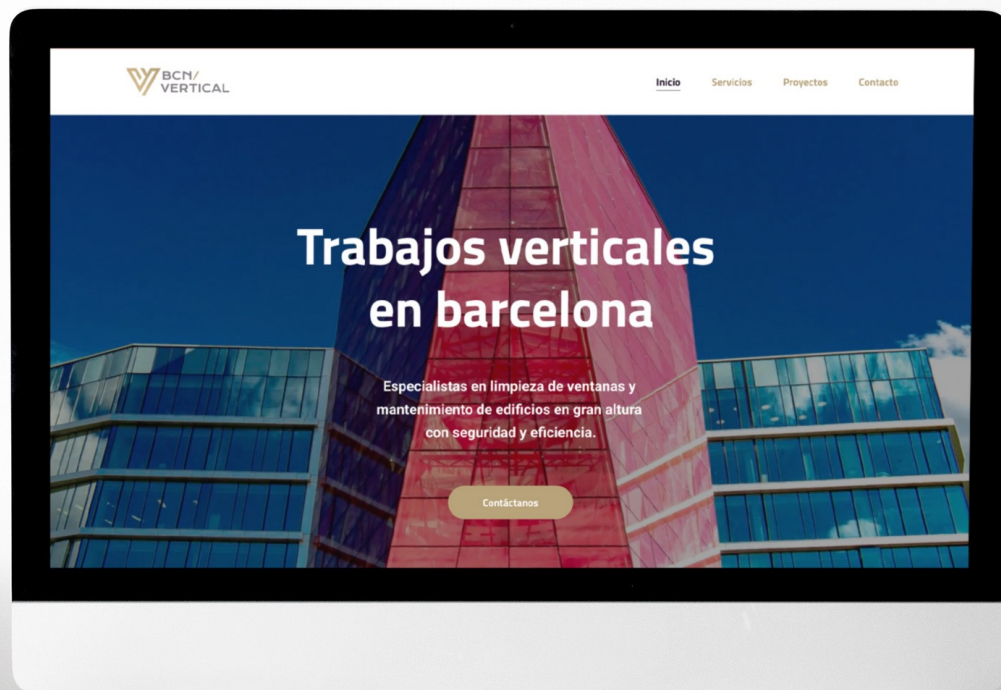 BCN/
VERTICAL
Inicio Servicios Proyectos Contacto
Trabajos verticales
en barcelona
Especialistas en limpieza de ventanas y
mantenimiento de edificios en gran altura
con seguridad y eficiencia.
Contáctanos